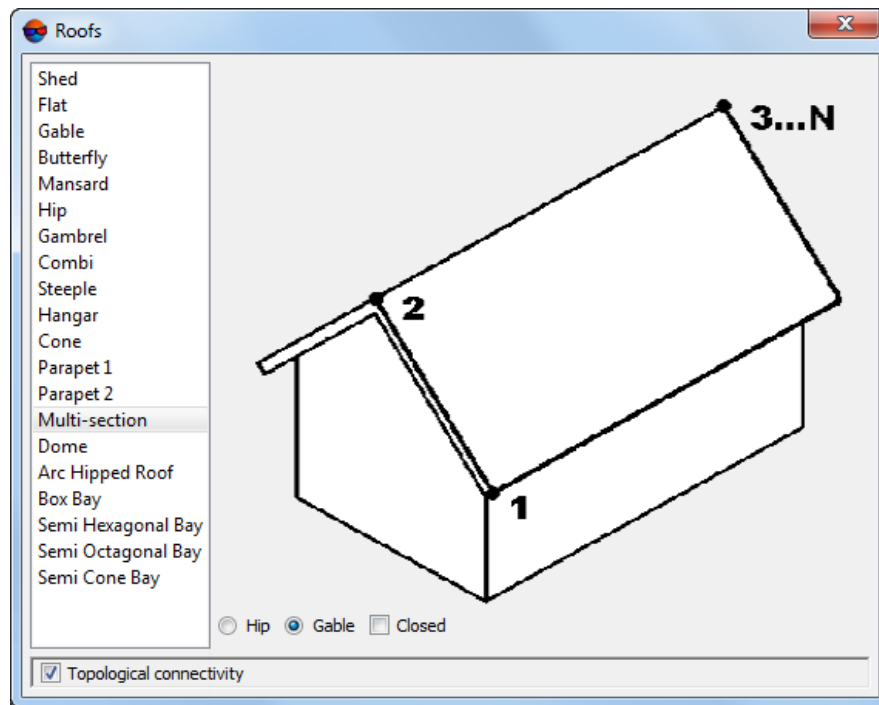 Roofs
Shed
Flat
Gable
Butterfly
Mansard
Hip
Gambrel
Combi
Steeple
Hangar
Cone
Parapet 1
Parapet 2
Multi-section
Dome
Arc Hipped Roof
Box Bay
Semi Hexagonal Bay
Semi Octagonal Bay
Semi Cone Bay
3...N
2
1
Hip Gable Closed
Topological connectivity